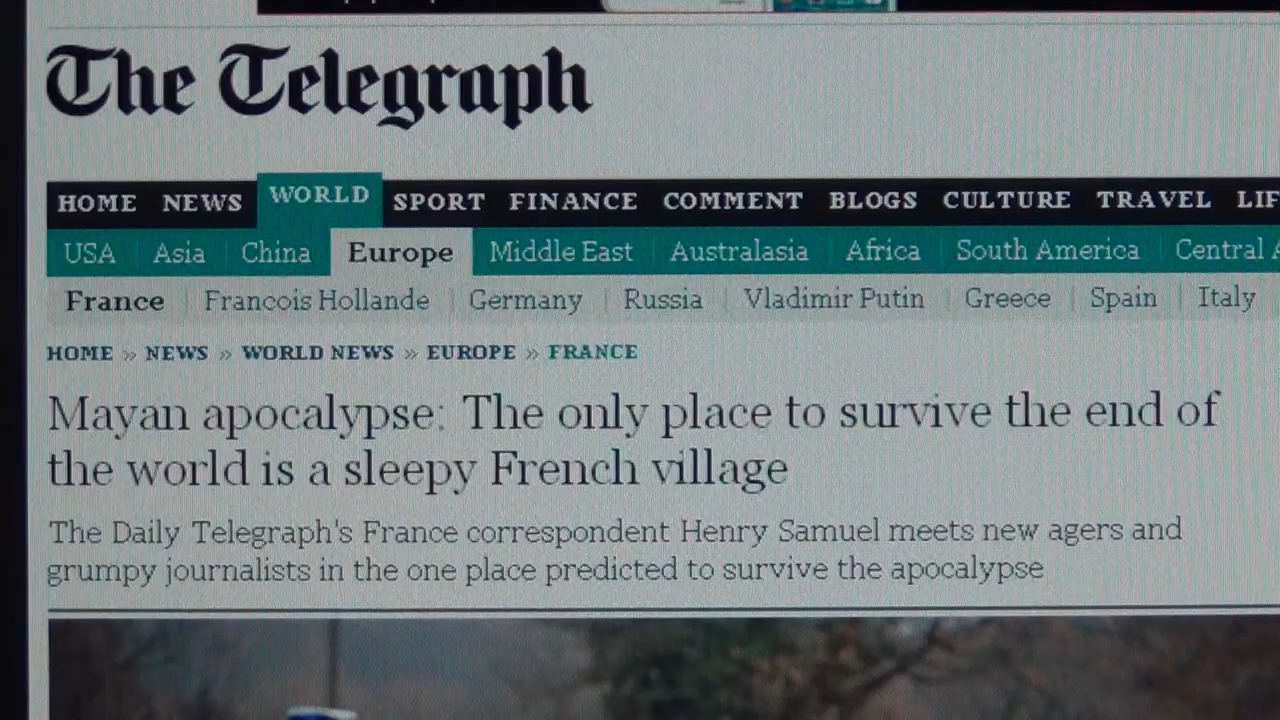 The Telegraph
HOME NEWS WORLD SPORT FINANCE COMMENT BLOGS CULTURE TRAVEL LIF
USA Asia China Europe Middle East Australasia Africa South America Central A
France Francois Hollande Germany Russia Vladimir Putin Greece Spain Italy
HOME » NEWS » WORLD NEWS » EUROPE » FRANCE
Mayan apocalypse: The only place to survive the end of
the world is a sleepy French village
The Daily Telegraph's France correspondent Henry Samuel meets new agers and
grumpy journalists in the one place predicted to survive the apocalypse